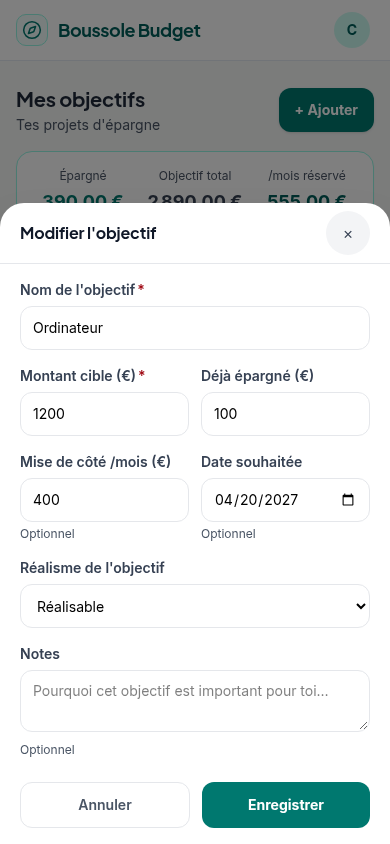 Boussole Budget
C
Mes objectifs
Tes projets d'épargne
+ Ajouter
Épargné
Objectif total
/mois réservé
390,00 €
2 890,00 €
555,00 €
Modifier l'objectif
×
Nom de l'objectif *
Ordinateur
Montant cible (€) *
Déjà épargné (€)
1200
100
Mise de côté /mois (€)
Date souhaitée
400
04/20/2027
Optionnel
Optionnel
Réalisme de l'objectif
Réalisable
Notes
Pourquoi cet objectif est important pour toi...
Optionnel
Annuler
Enregistrer